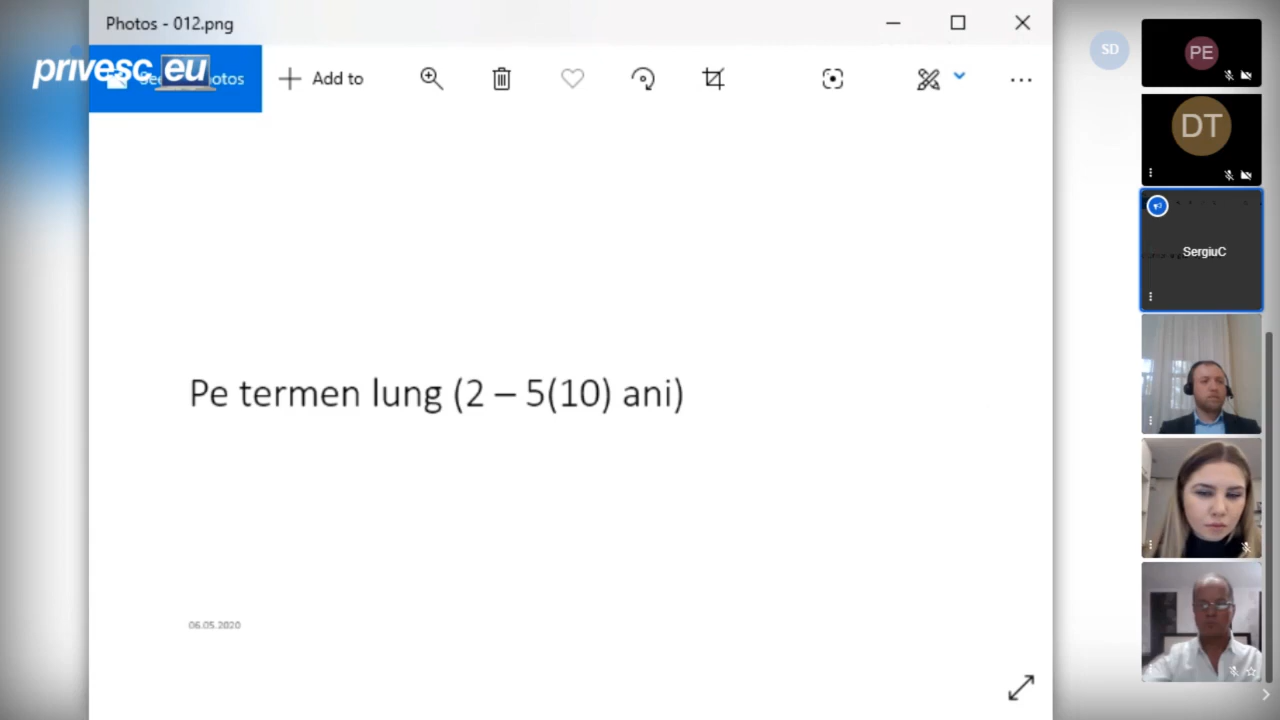 Photos - 012.png
privesc.eu
Add to
Pe termen lung (2 – 5(10) ani)
06.05.2020
SD
PE
DT
SergiuC